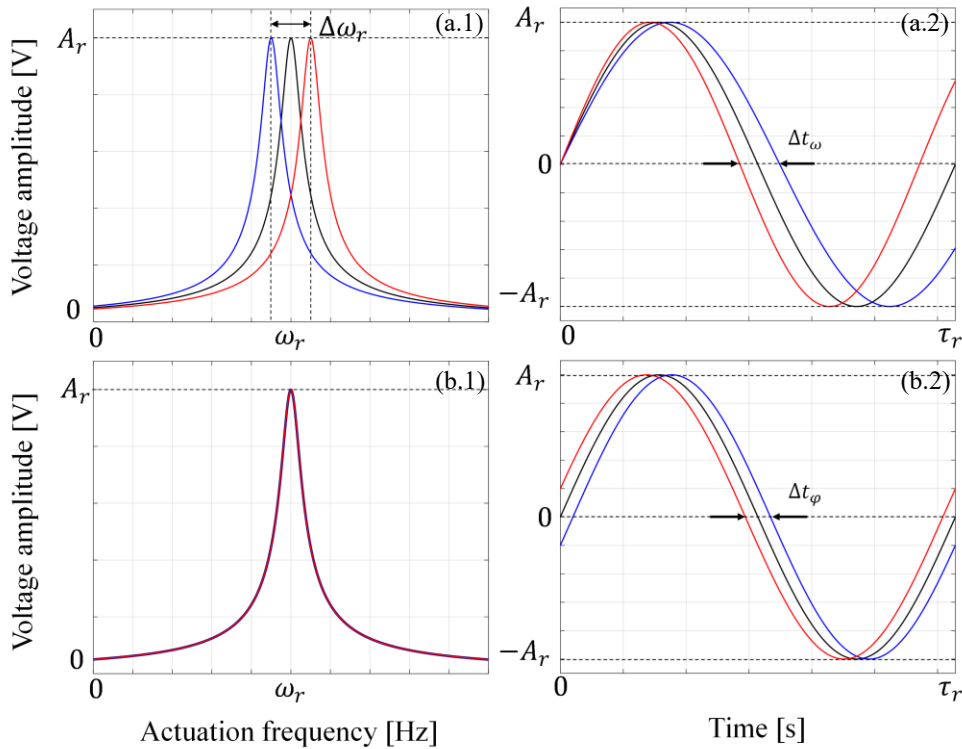 (a.1)
Voltage amplitude [V]
A_r
Δω_r
0
0
ω_r
(a.2)
A_r
Δt_ω
0
−A_r
0
τ_r
(b.1)
Voltage amplitude [V]
A_r
0
0
ω_r
Actuation frequency [Hz]
(b.2)
A_r
Δt_φ
0
−A_r
0
τ_r
Time [s]